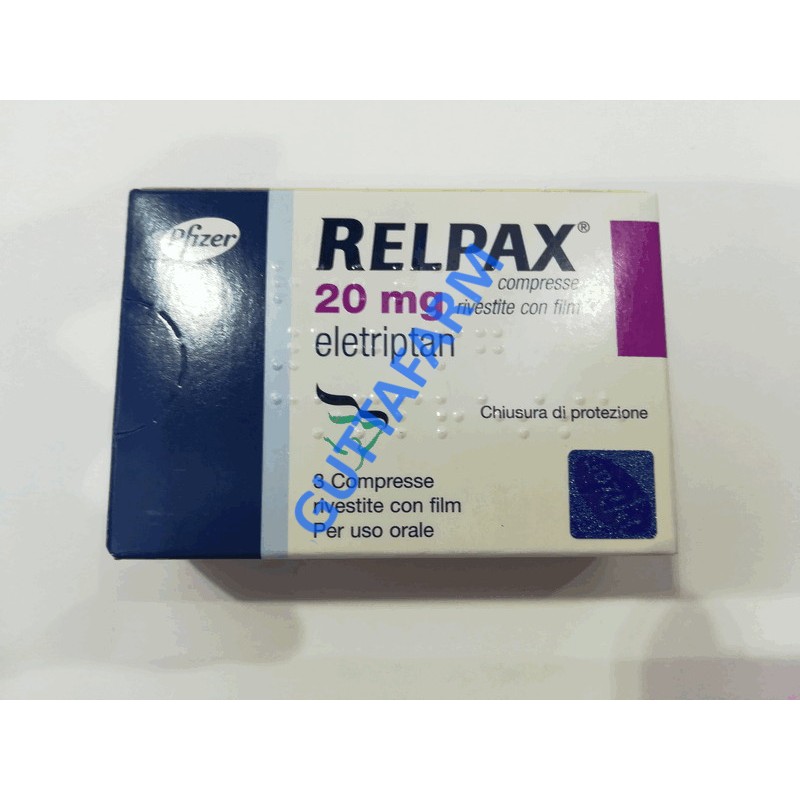 Pfizer
RELPAX®
20 mg compresse
rivestite con film
eletriptan
Chiusura di protezione
3 Compresse
rivestite con film
Per uso orale
GUTTAFARM